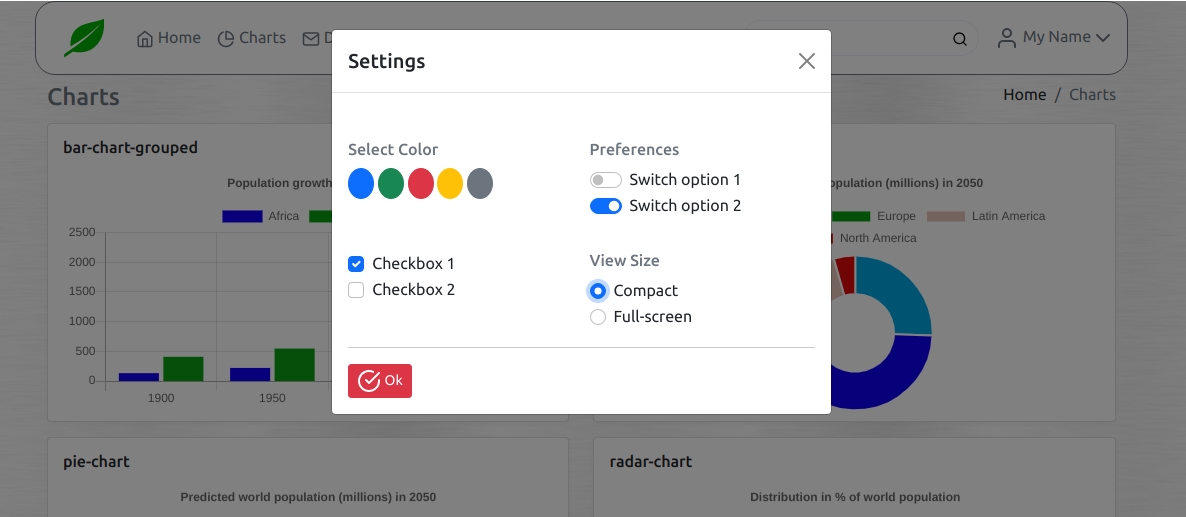 Home Charts D My Name
Settings
Charts
Home / Charts
bar-chart-grouped
Select Color
Preferences
Switch option 1
Switch option 2
Population growth
opulation (millions) in 2050
Africa
Europe Latin America
North America
2500
2000
1500
1000
500
0
1900 1950
Checkbox 1
Checkbox 2
View Size
Compact
Full-screen
Ok
pie-chart
Predicted world population (millions) in 2050
radar-chart
Distribution in % of world population